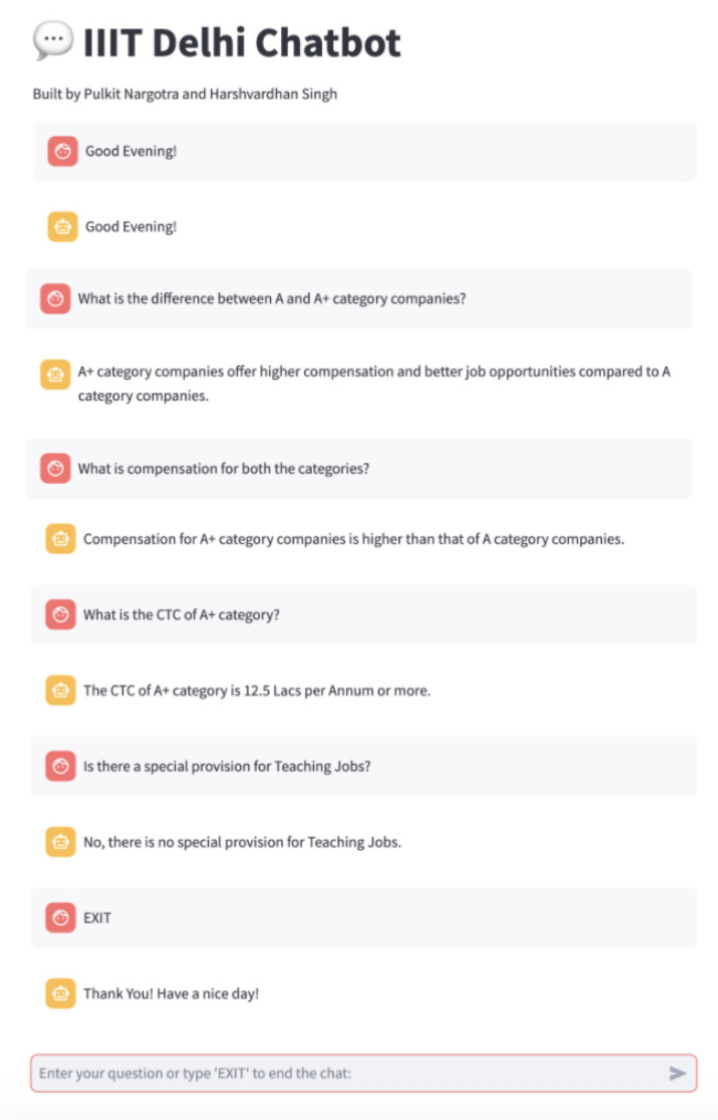 IIIT Delhi Chatbot
Built by Pulkit Nargotra and Harshvardhan Singh
Good Evening!
Good Evening!
What is the difference between A and A+ category companies?
A+ category companies offer higher compensation and better job opportunities compared to A
category companies.
What is compensation for both the categories?
Compensation for A+ category companies is higher than that of A category companies.
What is the CTC of A+ category?
The CTC of A+ category is 12.5 Lacs per Annum or more.
Is there a special provision for Teaching Jobs?
No, there is no special provision for Teaching Jobs.
EXIT
Thank You! Have a nice day!
Enter your question or type 'EXIT' to end the chat: